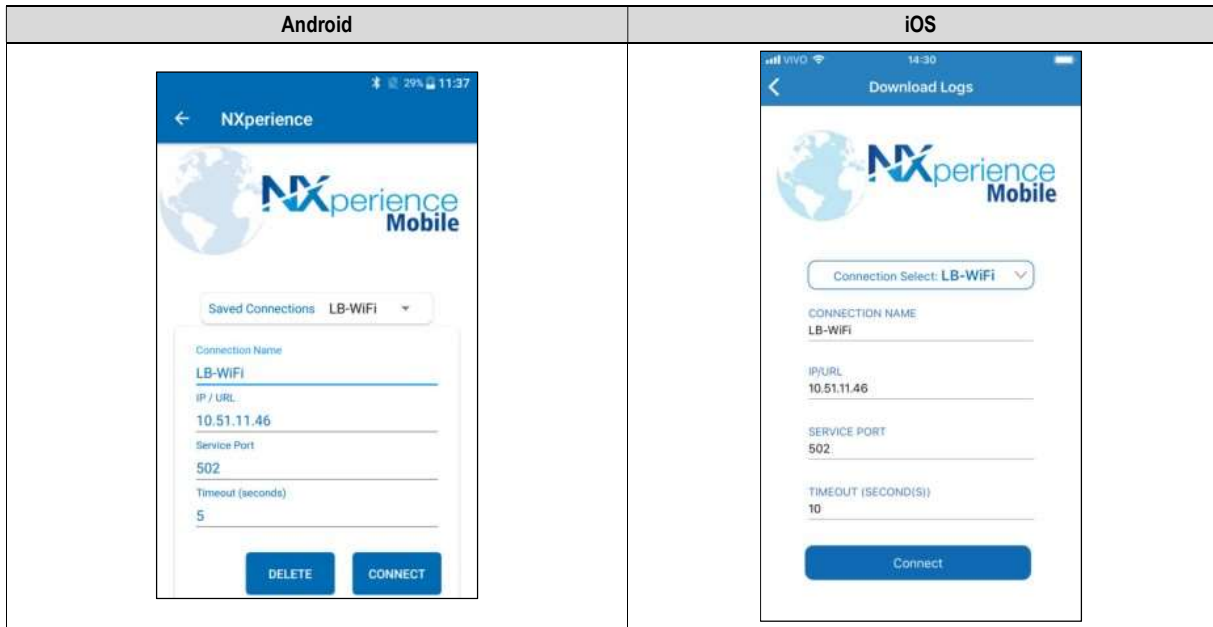 Android
iOS
29% 11:37
NXperience
NXperience
Mobile
Saved Connections LB-WiFi
Connection Name
LB-WiFi
IP / URL
10.51.11.46
Service Port
502
Timeout (seconds)
5
DELETE CONNECT
VIVO 14:30
Download Logs
NXperience
Mobile
Connection Select: LB-WiFi
CONNECTION NAME
LB-WiFi
IP/URL
10.51.11.46
SERVICE PORT
502
TIMEOUT (SECOND(S))
10
Connect